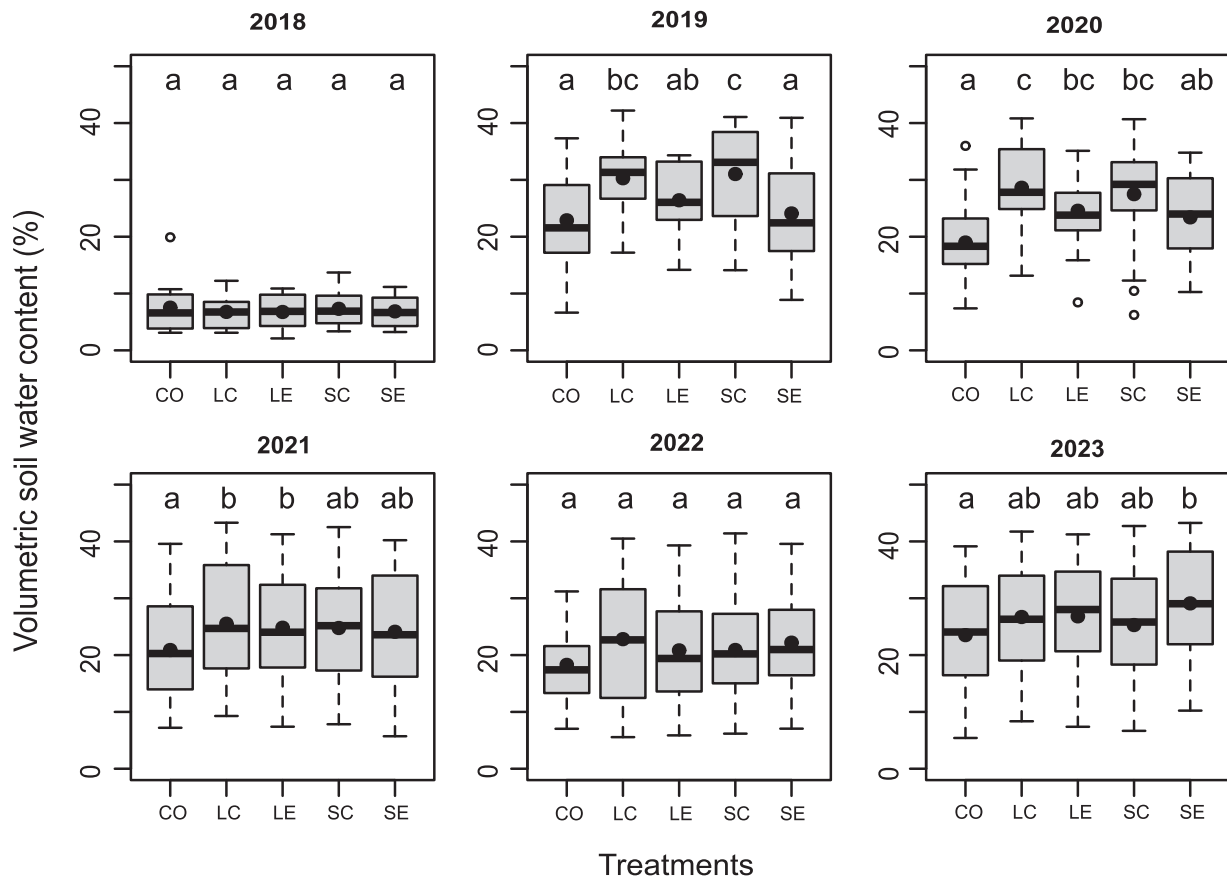 2018
2019
2020
a a a a a
a bc ab c a
a c bc bc ab
40
20
0
40
20
0
40
20
0
CO LC LE SC SE
CO LC LE SC SE
CO LC LE SC SE
Volumetric soil water content (%)
2021
2022
2023
a b b ab ab
a a a a a
a ab ab ab b
40
20
0
40
20
0
40
20
0
CO LC LE SC SE
CO LC LE SC SE
CO LC LE SC SE
Treatments